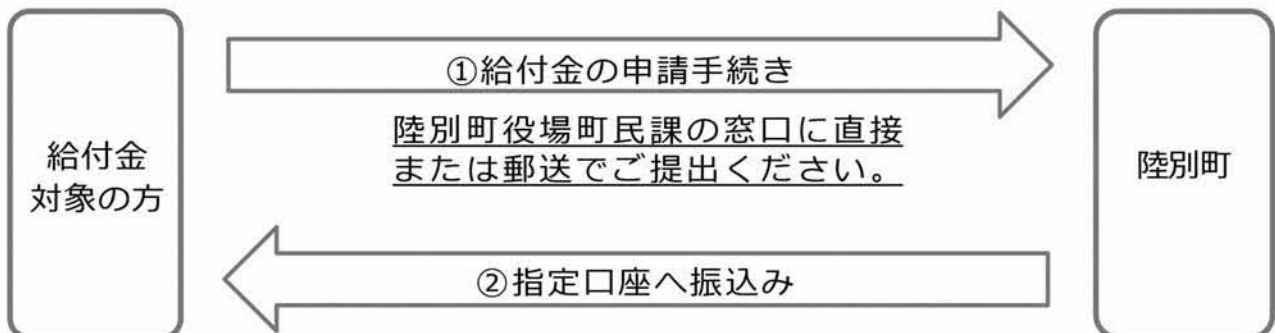 給付金
対象の方
①給付金の申請手続き
陸別町役場町民課の窓口に直接
または郵送でご提出ください。
②指定口座へ振込み
陸別町